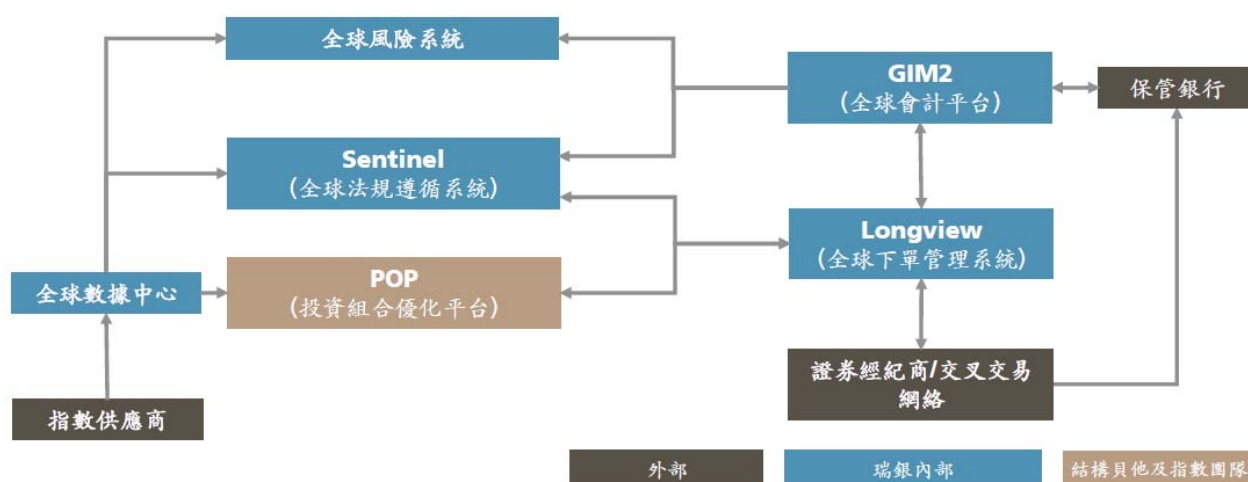 全球風險系統
GIM2
(全球會計平台)
保管銀行
Sentinel
(全球法規遵循系統)
Longview
(全球下單管理系統)
全球數據中心
POP
(投資組合優化平台)
證券經紀商/交叉交易
網絡
指數供應商
外部
瑞銀內部
結構貝他及指數團隊